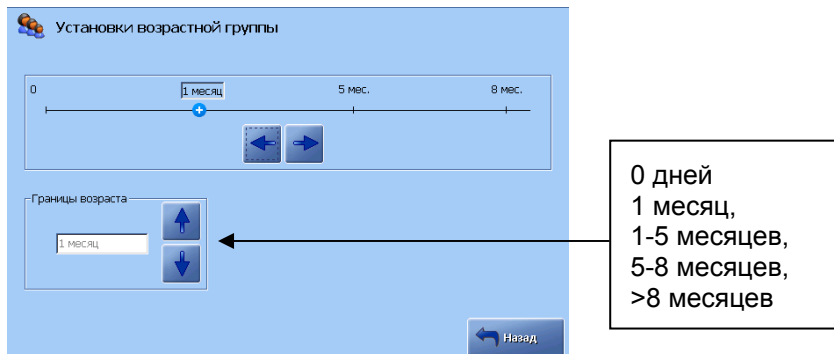 Установки возрастной группы
0 1 месяц 5 мес. 8 мес.
Границы возраста
1 месяц
Назад
0 дней
1 месяц,
1-5 месяцев,
5-8 месяцев,
>8 месяцев